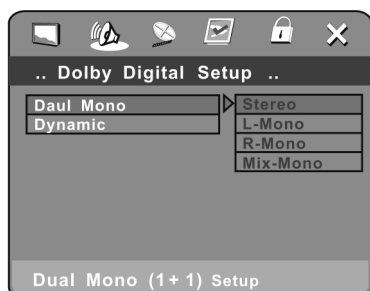 .. Dolby Digital Setup ..
Daul Mono
Stereo
Dynamic
L-Mono
R-Mono
Mix-Mono
Dual Mono (1+1) Setup